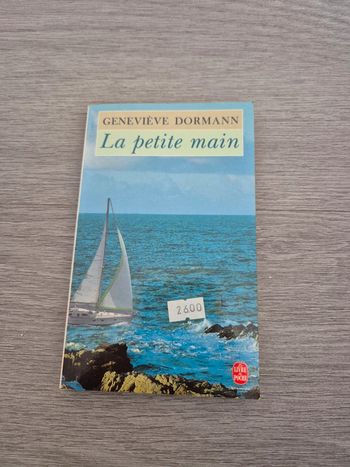 GENEVIÈVE DORMANN
La petite main
2600
LE LIVRE
DE POCHE